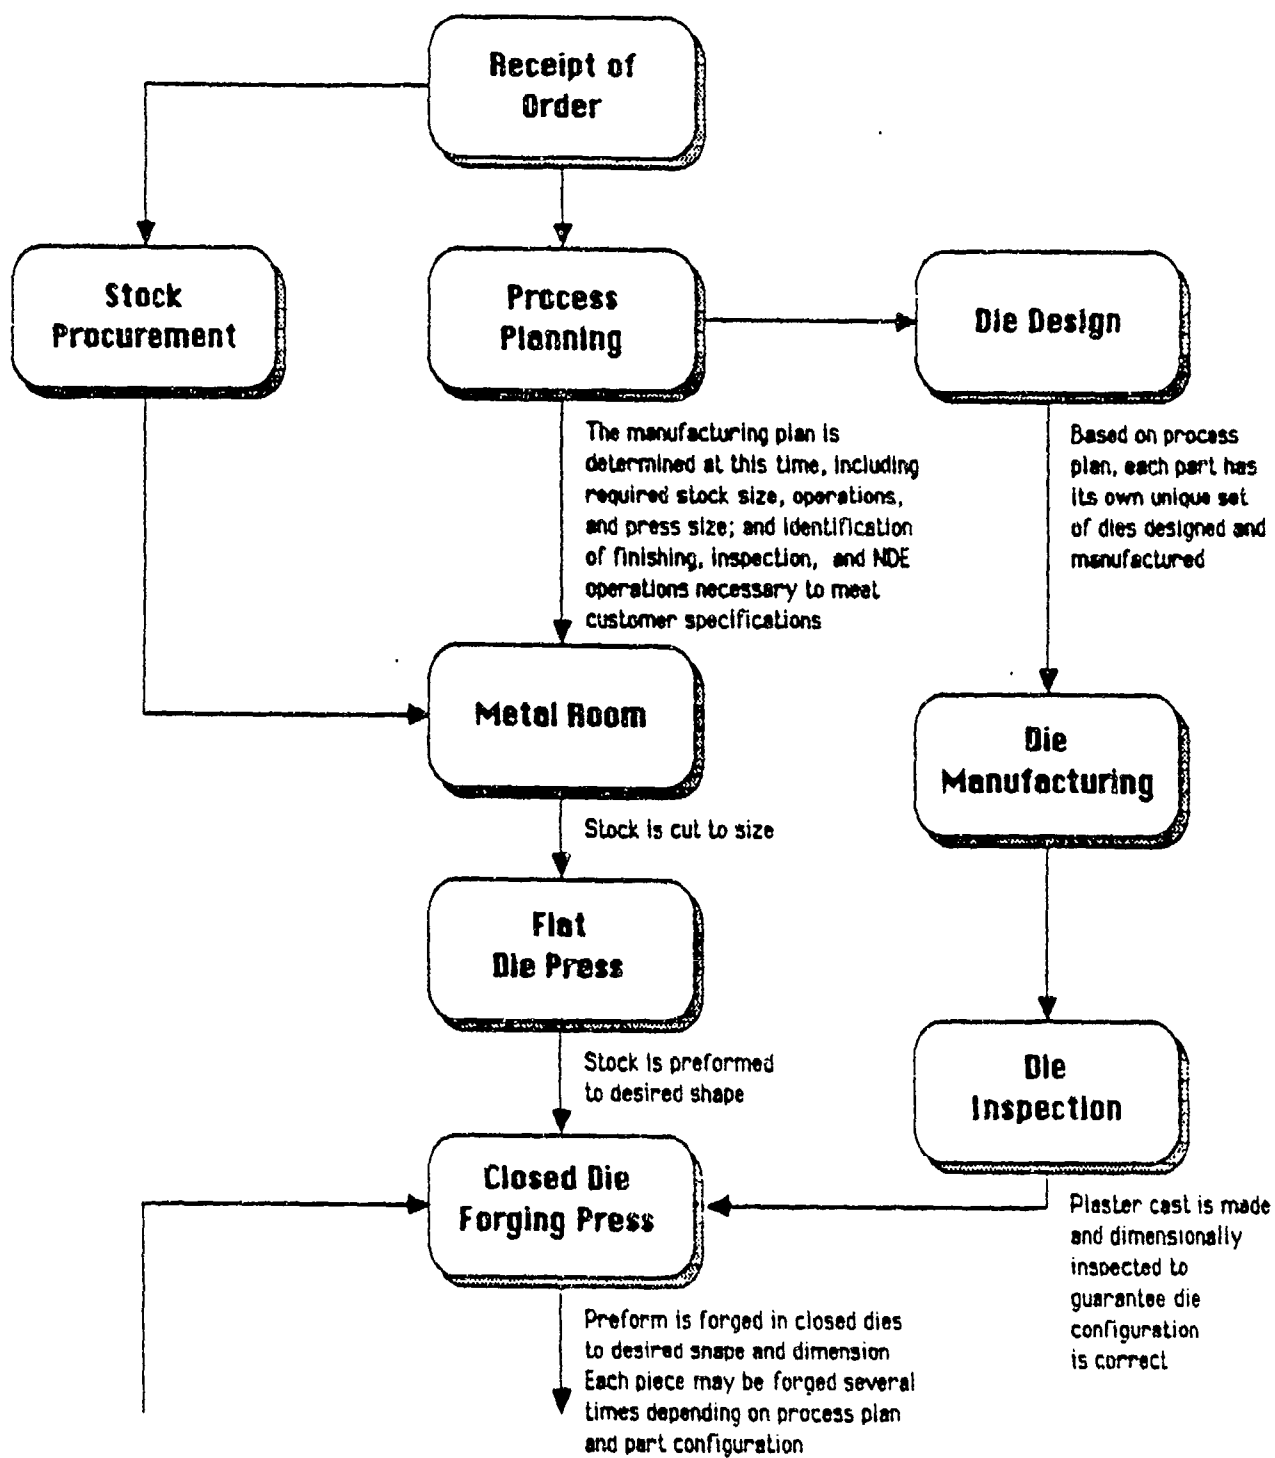 Receipt of
Order
Stock
Procurement
Process
Planning
Die Design
The manufacturing plan is
determined at this time, including
required stock size, operations,
and press size; and identification
of finishing, inspection, and NDE
operations necessary to meet
customer specifications
Based on process
plan, each part has
its own unique set
of dies designed and
manufactured
Metal Room
Die
Manufacturing
Stock is cut to size
Flat
Die Press
Stock is preformed
to desired shape
Die
Inspection
Closed Die
Forging Press
Plaster cast is made
and dimensionally
inspected to
guarantee die
configuration
is correct
Preform is forged in closed dies
to desired snape and dimension
Each piece may be forged several
times depending on process plan
and part configuration